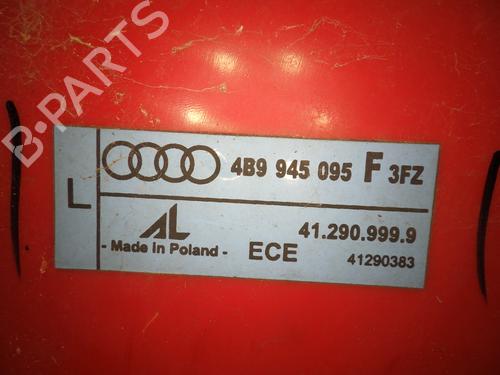 B-PARTS
L
4B9 945 095 F 3FZ
AL
- Made in Poland -
ECE
41.290.999.9
41290383